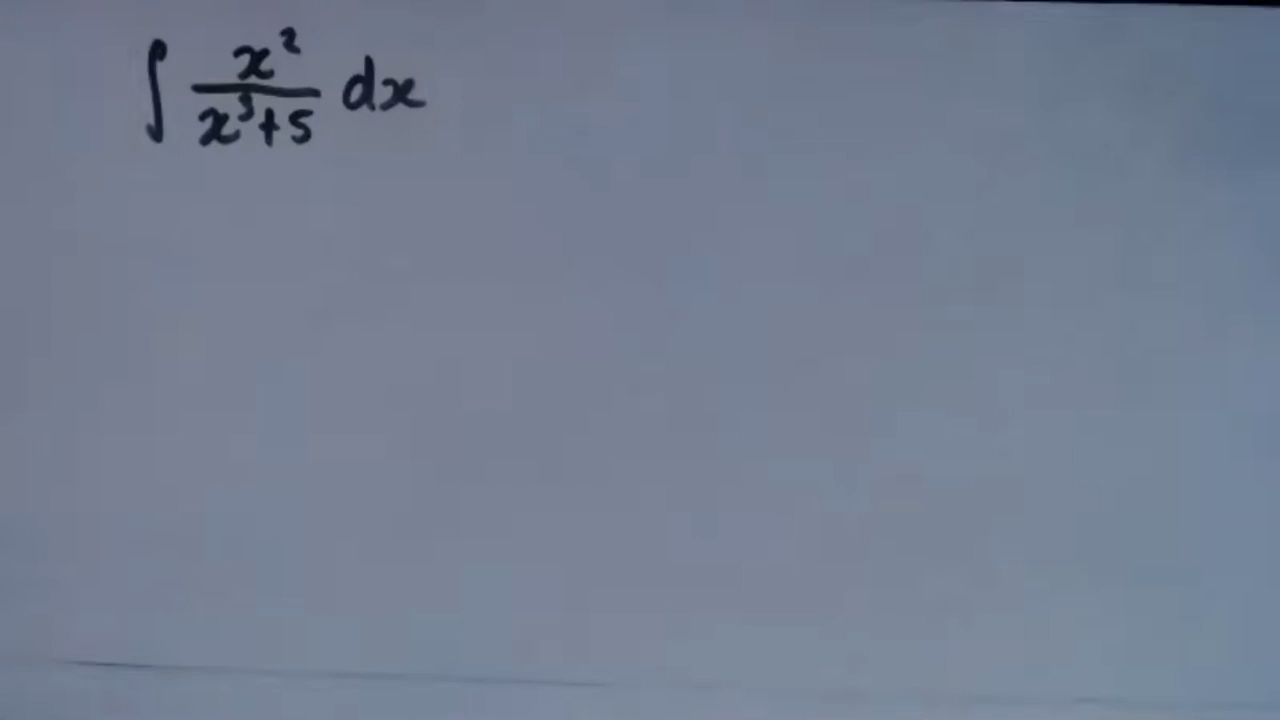 ∫ x²/(x³+5) dx